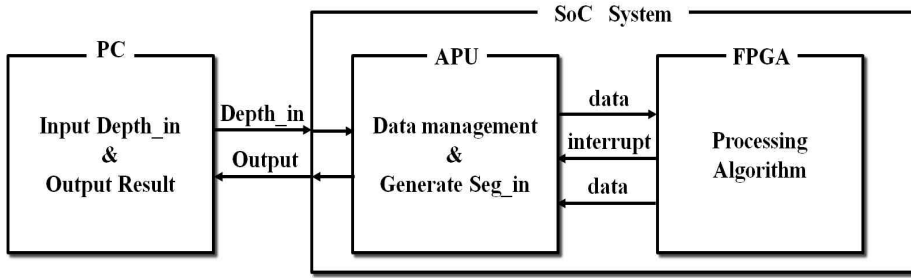 SoC System
PC
Input Depth_in
&
Output Result
Depth_in
Output
APU
Data management
&
Generate Seg_in
data
interrupt
data
FPGA
Processing
Algorithm